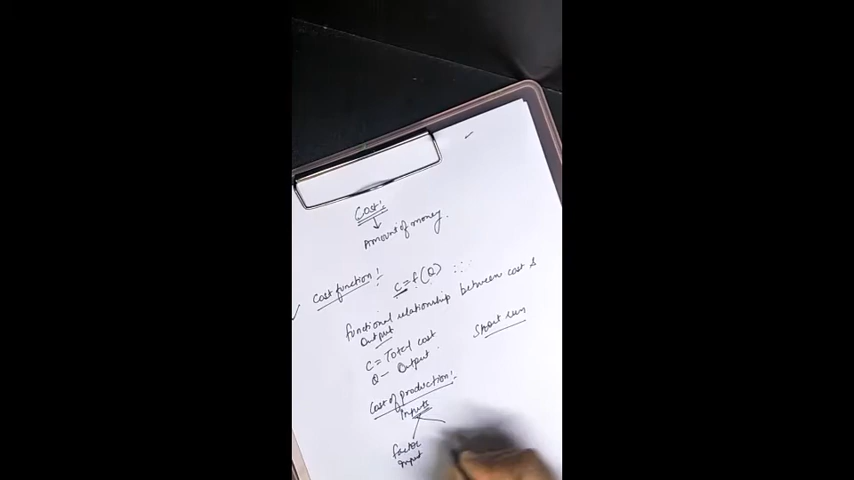 Cost:
Amount of money.
Cost function!
C = f(Q)
functional relationship between cost &
Output
C = Total cost
Q - Output.
Short run
Cost of production!
Inputs
factor
input